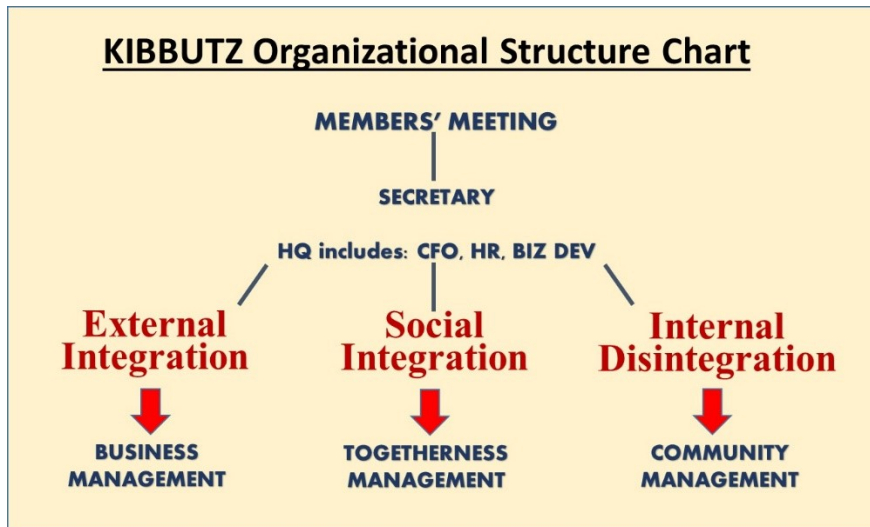 KIBBUTZ Organizational Structure Chart
MEMBERS' MEETING
SECRETARY
HQ includes: CFO, HR, BIZ DEV
External
Integration
Social
Integration
Internal
Disintegration
BUSINESS
MANAGEMENT
TOGETHERNESS
MANAGEMENT
COMMUNITY
MANAGEMENT